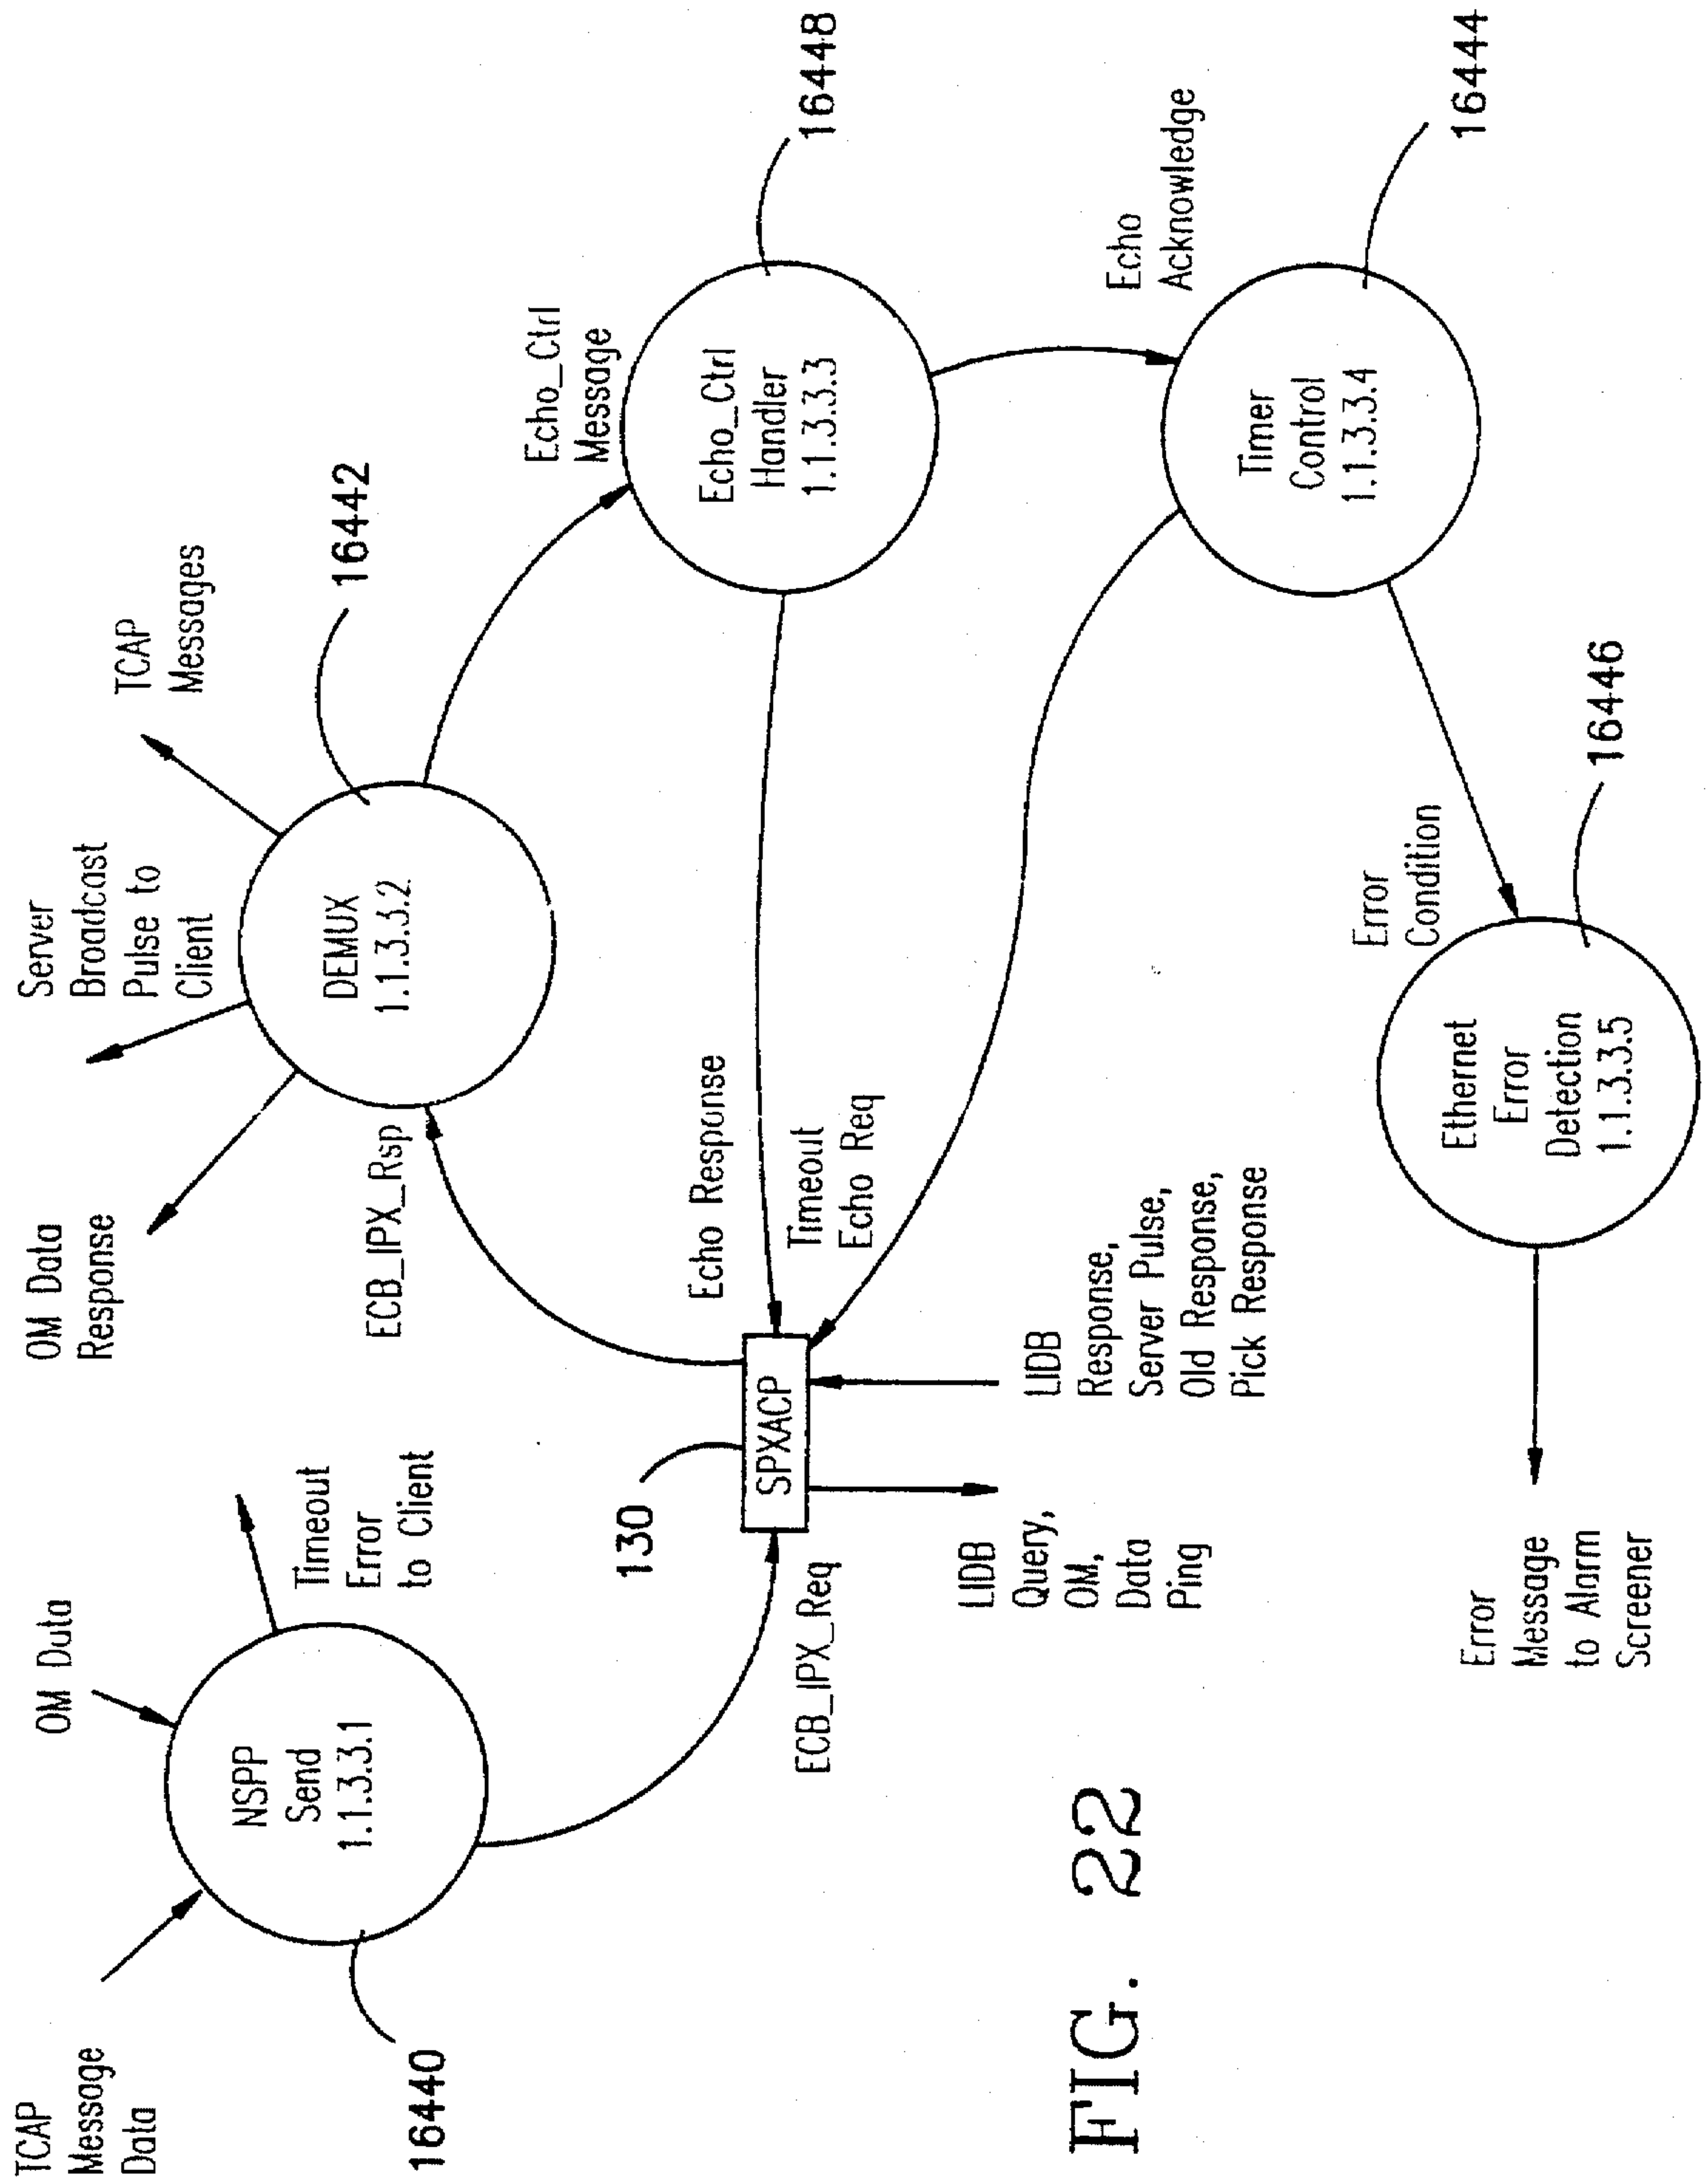 TCAP
Message
Data
OM Data
NSPP
Send
1.1.3.3.1
16440
Timeout
Error
to Client
ECB_IPX_Req
130
SPXACP
LIDB
Query,
OM,
Data
Ping
LIDB
Response,
Server Pulse,
Old Response,
Pick Response
OM Data
Response
Server
Broadcast
Pulse to
Client
TCAP
Messages
DEMUX
1.1.3.3.2.
16442
ECB_IPX_Rsp
Echo Response
Timeout
Echo Req
Echo_Ctrl
Message
Echo_Ctrl
Handler
1.1.3.3.3
16448
Echo
Acknowledge
Timer
Control
1.1.3.3.4
16444
Error
Condition
Ethernet
Error
Detection
1.1.3.3.5
16446
Error
Message
to Alarm
Screener
FIG. 22